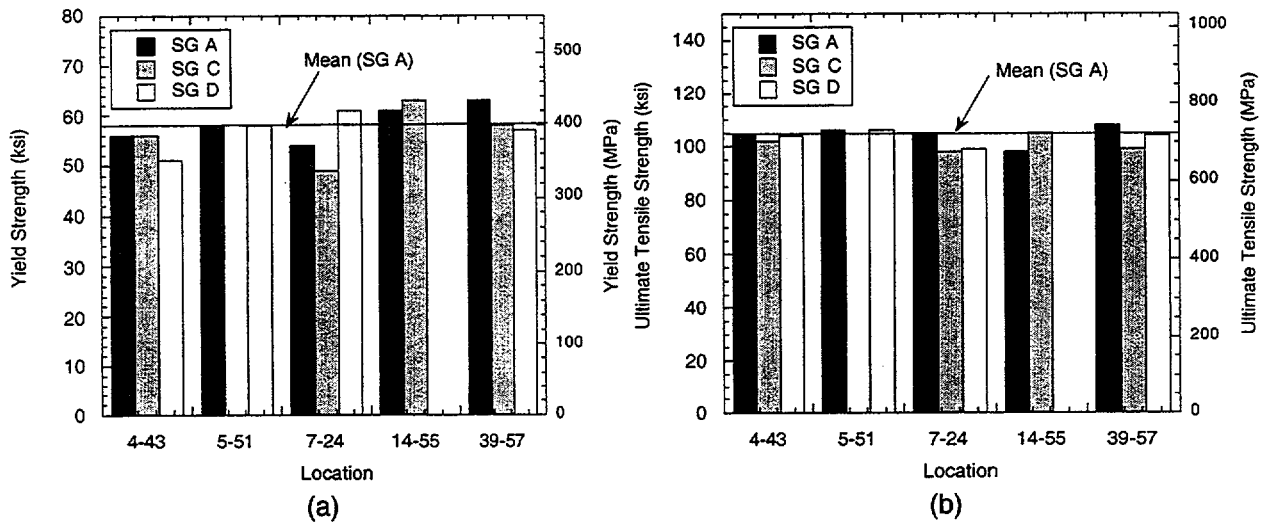 80
70
60
50
40
30
20
10
0
Yield Strength (ksi)
SG A
SG C
SG D
Mean (SG A)
500
400
300
200
100
0
Yield Strength (MPa)
4-43 5-51 7-24 14-55 39-57
Location
(a)
140
120
100
80
60
40
20
0
Ultimate Tensile Strength (ksi)
SG A
SG C
SG D
Mean (SG A)
1000
800
600
400
200
0
Ultimate Tensile Strength (MPa)
4-43 5-51 7-24 14-55 39-57
Location
(b)